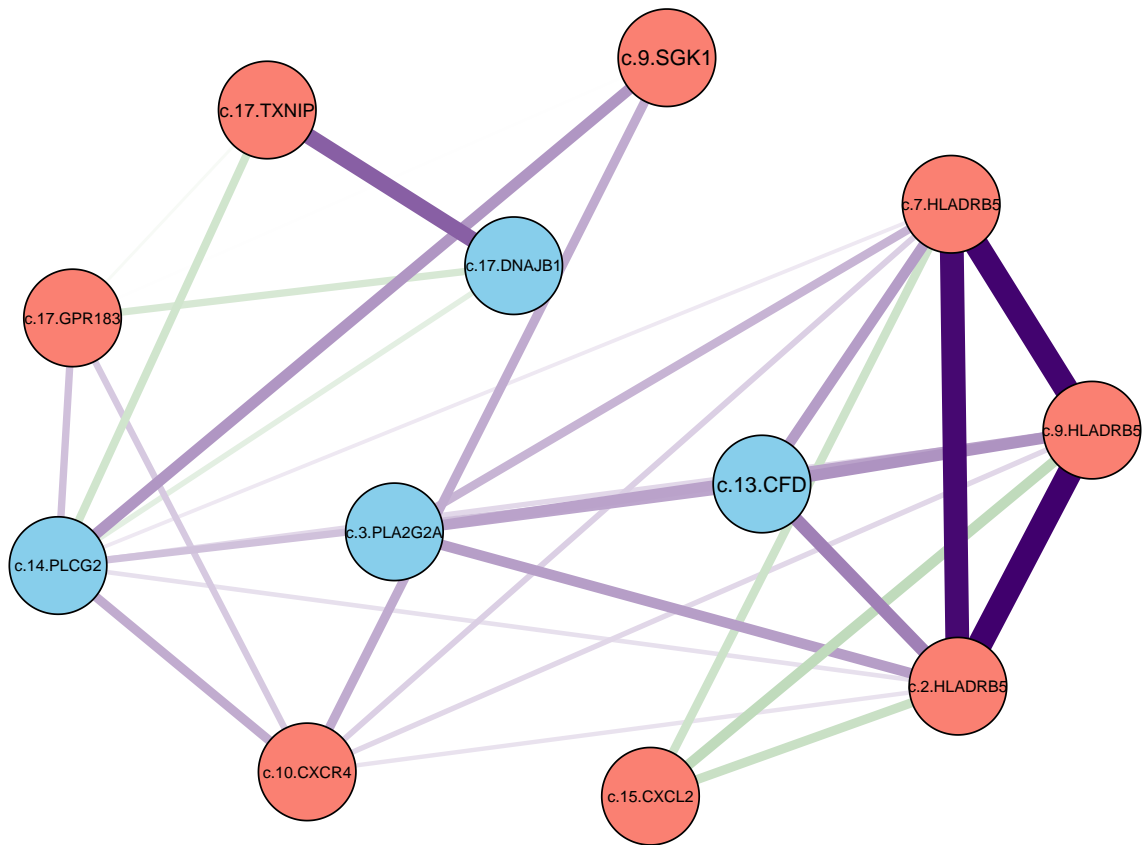 c.9.SGK1
c.17.TXNIP
c.7.HLADRB5
c.17.DNAJB1
c.17.GPR183
c.9.HLADRB5
c.13.CFD
c.3.PLA2G2A
c.14.PLCG2
c.2.HLADRB5
c.10.CXCR4
c.15.CXCL2